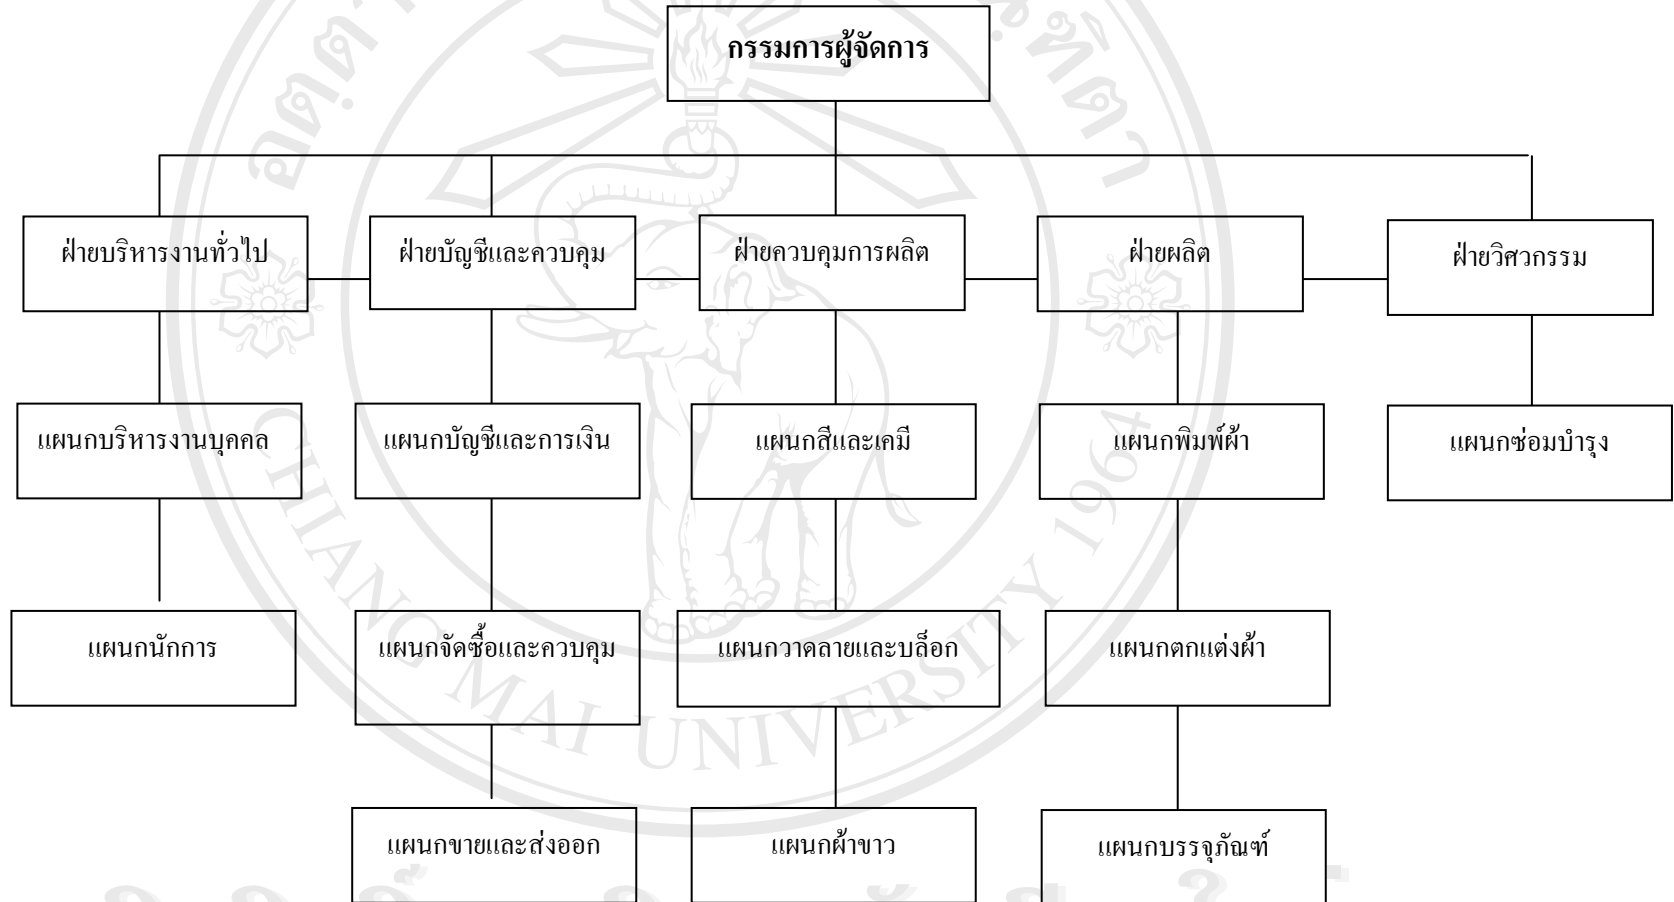 กรรมการผู้จัดการ
ฝ่ายบริหารงานทั่วไป
ฝ่ายบัญชีและควบคุม
ฝ่ายควบคุมการผลิต
ฝ่ายผลิต
ฝ่ายวิศวกรรม
แผนกบริหารงานบุคคล
แผนกบัญชีและการเงิน
แผนกสีและเคมี
แผนกพิมพ์ผ้า
แผนกซ่อมบำรุง
แผนกนักการ
แผนกจัดซื้อและควบคุม
แผนกวาดลายและบล็อก
แผนกตกแต่งผ้า
แผนกขายและส่งออก
แผนกผ้าขาว
แผนกบรรจุภัณฑ์
CHIANG MAI UNIVERSITY 1964